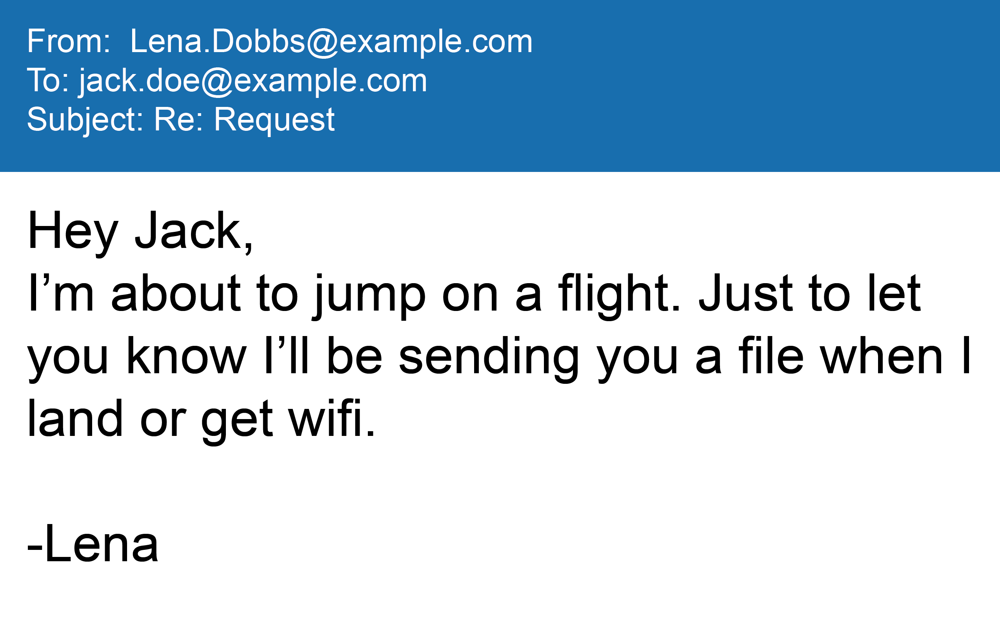 From:  Lena.Dobbs@example.com
To: jack.doe@example.com
Subject: Re: Request
Hey Jack,
I’m about to jump on a flight. Just to let
you know I’ll be sending you a file when I
land or get wifi.
-Lena